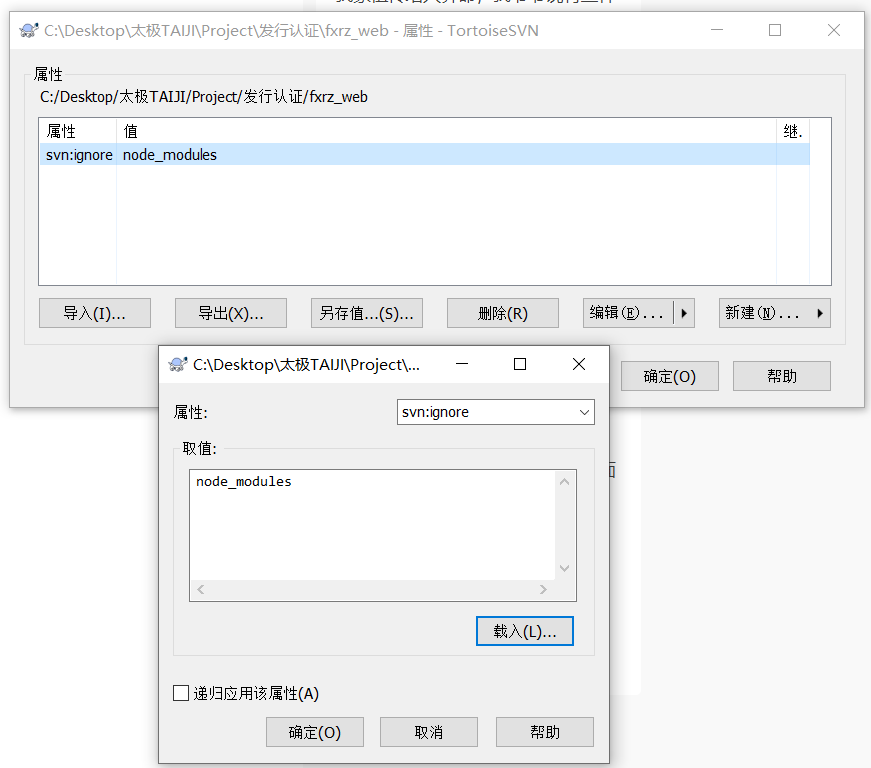 C:\Desktop\太极TAIJI\Project\发行认证\fxrz_web - 属性 - TortoiseSVN
属性
C:/Desktop/太极TAIJI/Project/发行认证/fxrz_web
属性 值 继.
svn:ignore node_modules
导入(I)... 导出(X)... 另存值...(S)... 删除(R) 编辑(E)... 新建(N)...
确定(O) 帮助
C:\Desktop\太极TAIJI\Project\...
属性: svn:ignore
取值:
node_modules
载入(L)...
递归应用该属性(A)
确定(O) 取消 帮助